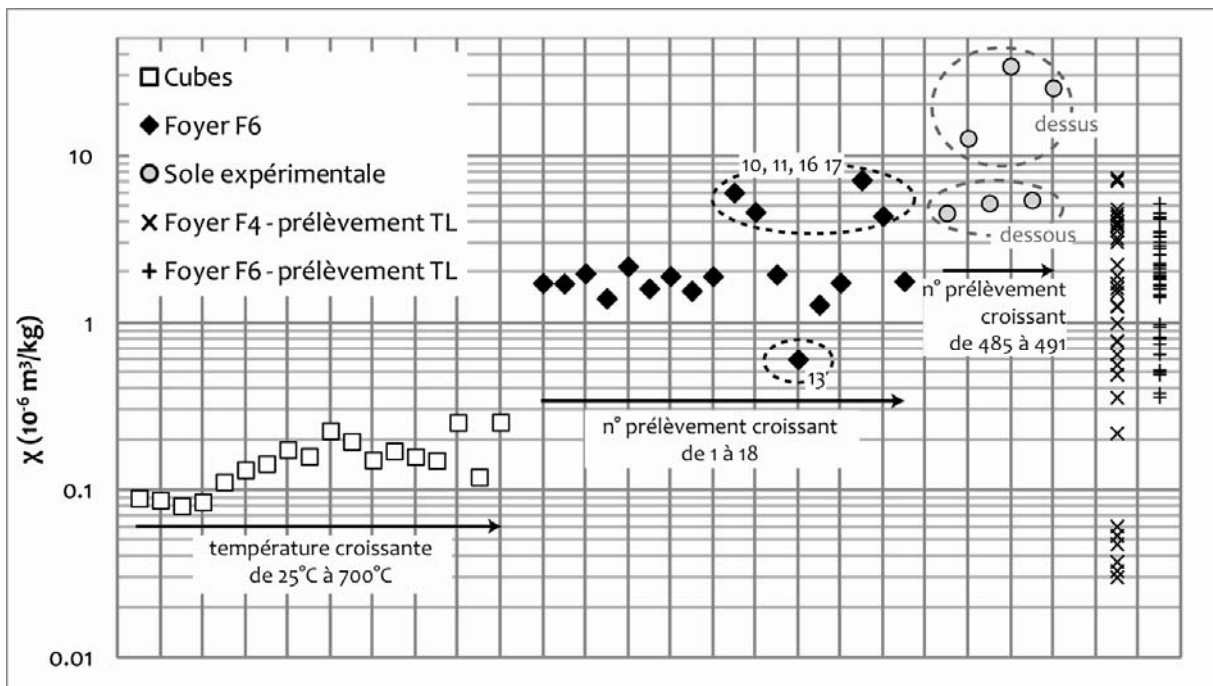 Cubes
Foyer F6
Sole expérimentale
Foyer F4 - prélèvement TL
Foyer F6 - prélèvement TL
χ (10⁻⁶ m³/kg)
10
1
0.1
0.01
température croissante
de 25°C à 700°C
10, 11, 16 17
13
n° prélèvement croissant
de 1 à 18
dessus
dessous
n° prélèvement
croissant
de 485 à 491